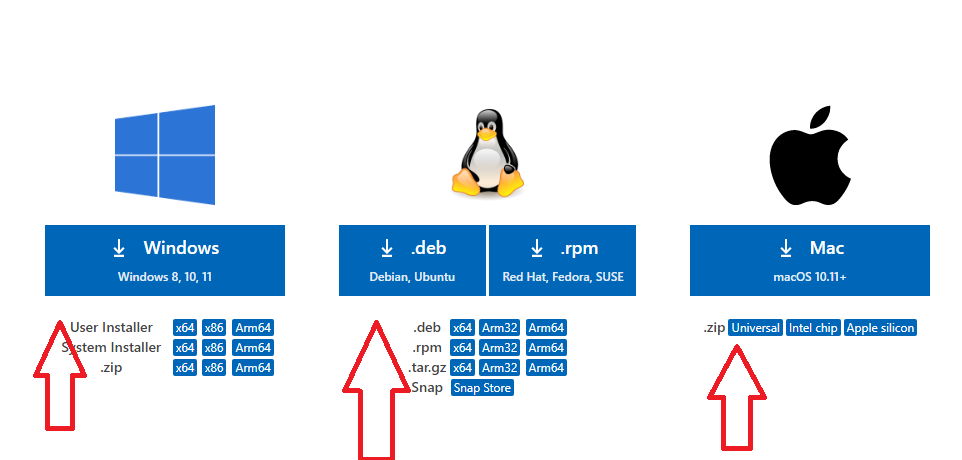 Windows
Windows 8, 10, 11
User Installer x64 x86 Arm64
System Installer x64 x86 Arm64
.zip x64 x86 Arm64
.deb
Debian, Ubuntu
.rpm
Red Hat, Fedora, SUSE
.deb x64 Arm32 Arm64
.rpm x64 Arm32 Arm64
.tar.gz x64 Arm32 Arm64
Snap Snap Store
Mac
macOS 10.11+
.zip Universal Intel chip Apple silicon